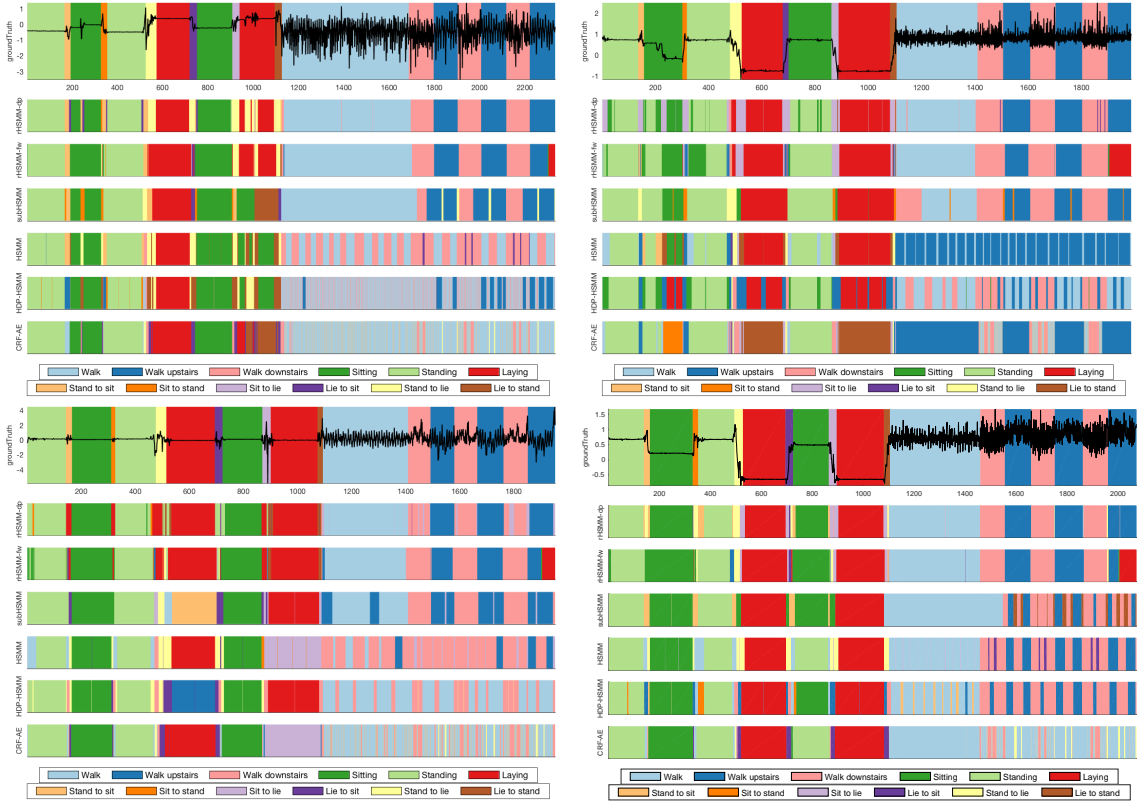 groundTruth
1
0
-1
-2
-3
200 400 600 800 1000 1200 1400 1600 1800 2000 2200
rHSMM-dp
rHSMM-fw
subHSMM
HSMM
HDP-HSMM
CRF-AE
Walk Walk upstairs Walk downstairs Sitting Standing Laying
Stand to sit Sit to stand Sit to lie Lie to sit Stand to lie Lie to stand
groundTruth
2
1
0
-1
200 400 600 800 1000 1200 1400 1600 1800
rHSMM-dp
rHSMM-fw
subHSMM
HSMM
HDP-HSMM
CRF-AE
Walk Walk upstairs Walk downstairs Sitting Standing Laying
Stand to sit Sit to stand Sit to lie Lie to sit Stand to lie Lie to stand
groundTruth
4
2
0
-2
-4
200 400 600 800 1000 1200 1400 1600 1800
rHSMM-dp
rHSMM-fw
subHSMM
HSMM
HDP-HSMM
CRF-AE
Walk Walk upstairs Walk downstairs Sitting Standing Laying
Stand to sit Sit to stand Sit to lie Lie to sit Stand to lie Lie to stand
groundTruth
1.5
1
0.5
0
-0.5
200 400 600 800 1000 1200 1400 1600 1800 2000
rHSMM-dp
rHSMM-fw
subHSMM
HSMM
HDP-HSMM
CRF-AE
Walk Walk upstairs Walk downstairs Sitting Standing Laying
Stand to sit Sit to stand Sit to lie Lie to sit Stand to lie Lie to stand